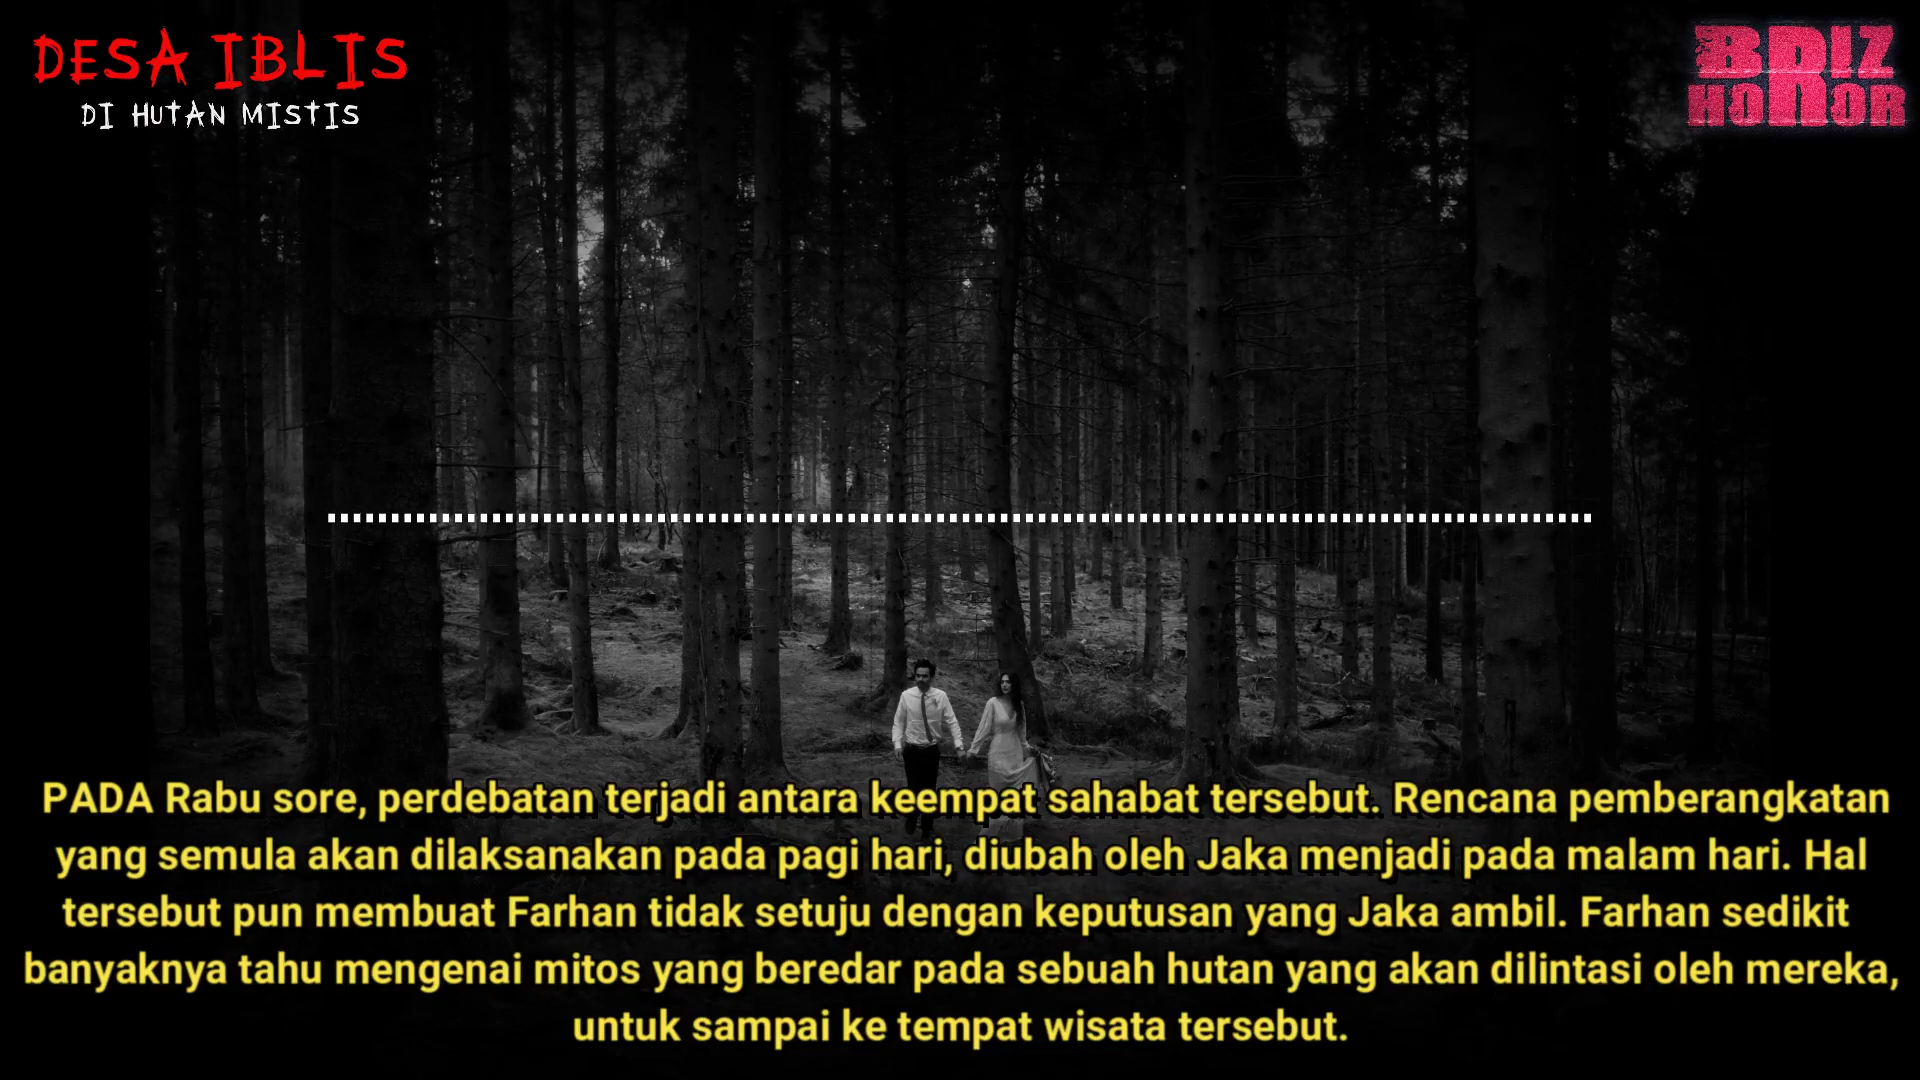 DESA IBLIS
DI HUTAN MISTIS
BDIZ
HOROR
PADA Rabu sore, perdebatan terjadi antara keempat sahabat tersebut. Rencana pemberangkatan
yang semula akan dilaksanakan pada pagi hari, diubah oleh Jaka menjadi pada malam hari. Hal
tersebut pun membuat Farhan tidak setuju dengan keputusan yang Jaka ambil. Farhan sedikit
banyaknya tahu mengenai mitos yang beredar pada sebuah hutan yang akan dilintasi oleh mereka,
untuk sampai ke tempat wisata tersebut.